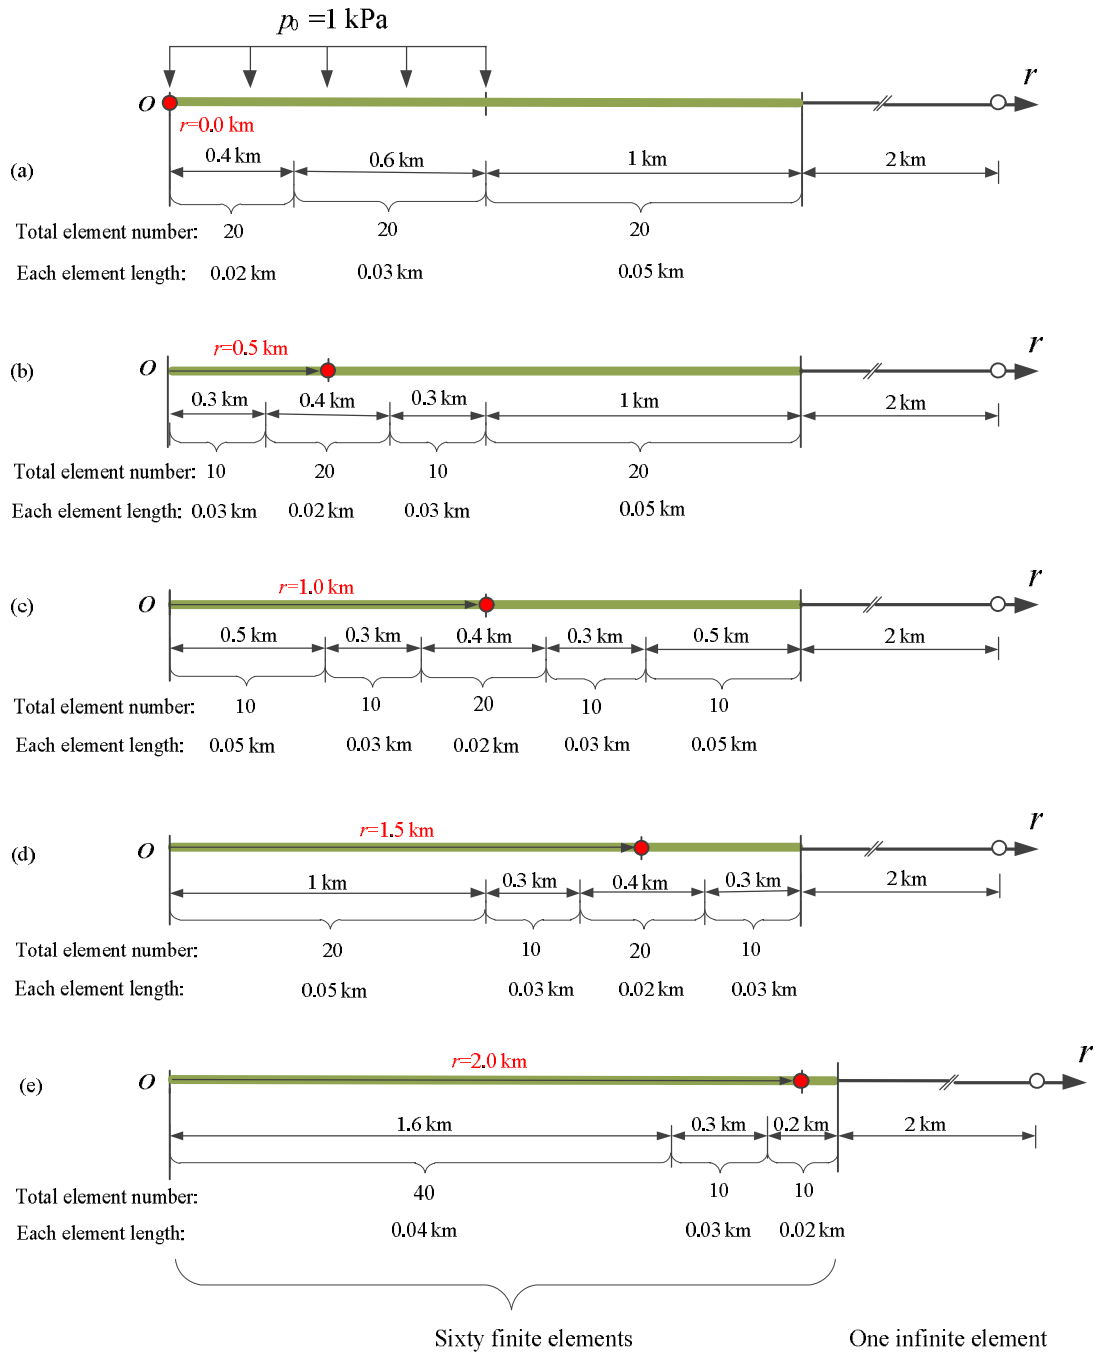 p₀ =1 kPa
r
o
r=0.0 km
0.4 km 0.6 km 1 km 2 km
(a)
Total element number: 20 20 20
Each element length: 0.02 km 0.03 km 0.05 km
r
o r=0.5 km
(b)
0.3 km 0.4 km 0.3 km 1 km 2 km
Total element number: 10 20 10 20
Each element length: 0.03 km 0.02 km 0.03 km 0.05 km
r
r=1.0 km
(c) o
0.5 km 0.3 km 0.4 km 0.3 km 0.5 km 2 km
Total element number: 10 10 20 10 10
Each element length: 0.05 km 0.03 km 0.02 km 0.03 km 0.05 km
r
r=1.5 km
(d) o
1 km 0.3 km 0.4 km 0.3 km 2 km
Total element number: 20 10 20 10
Each element length: 0.05 km 0.03 km 0.02 km 0.03 km
r
r=2.0 km
(e) o
1.6 km 0.3 km 0.2 km 2 km
Total element number: 40 10 10
Each element length: 0.04 km 0.03 km 0.02 km
Sixty finite elements One infinite element